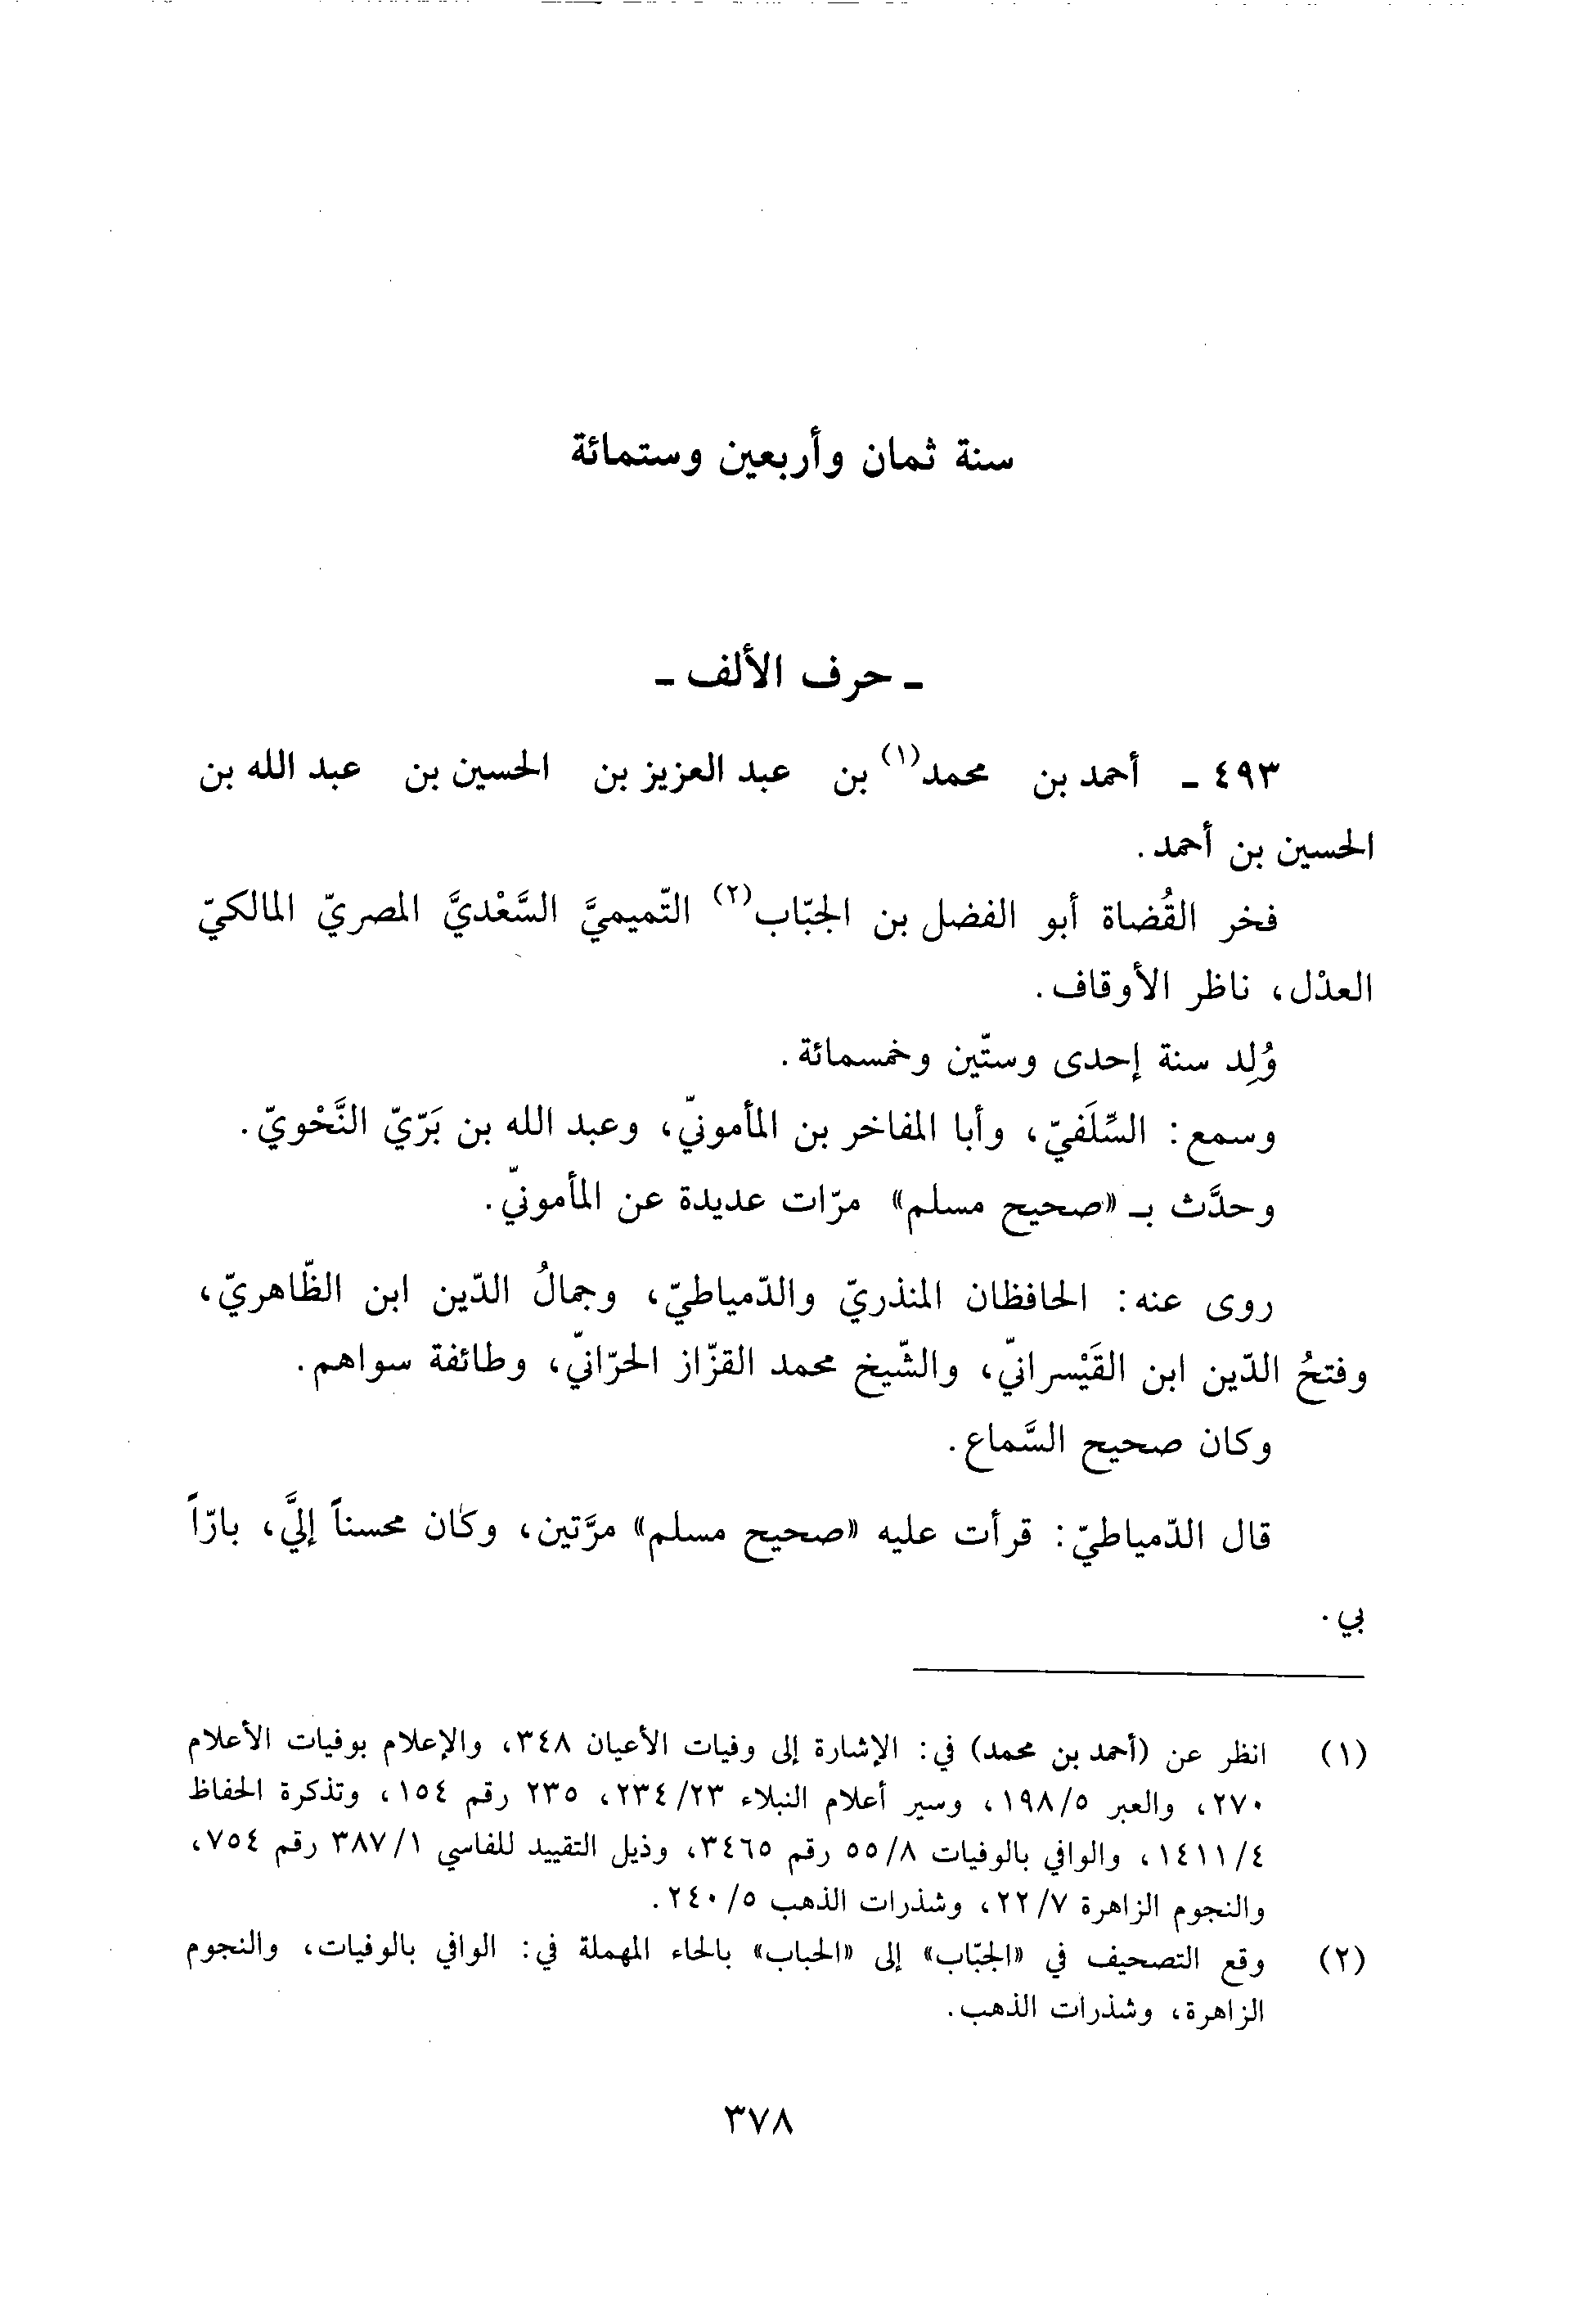 سنة ثمان وأربعين وستمائة
ـ حرف الألف ـ
٤٩٣ ـ أحمد بن محمد(١) بن عبد العزيز بن الحسين بن عبد الله بن
الحسين بن أحمد.
فخر القُضاة أبو الفضل بن الجبّاب(٢) التّميميَّ السَّعْديَّ المصريّ المالكيّ
العدْل، ناظر الأوقاف.
وُلِد سنة إحدى وستّين وخمسمائة.
وسمع: السِّلَفيّ، وأبا المفاخر بن المأمونيّ، وعبد الله بن بَرّيّ النَّحْويّ.
وحدَّث بـ «صحيح مسلم» مرّات عديدة عن المأمونيّ.
روى عنه: الحافظان المنذريّ والدّمياطيّ، وجمالُ الدّين ابن الظّاهريّ،
وفتحُ الدّين ابن القَيْسرانيّ، والشّيخ محمد القزّاز الحرّانيّ، وطائفة سواهم.
وكان صحيح السَّماع.
قال الدّمياطيّ: قرأت عليه «صحيح مسلم» مرَّتين، وكان محسناً إليَّ، بارّاً
بي.
(١) انظر عن (أحمد بن محمد) في: الإشارة إلى وفيات الأعيان ٣٤٨، والإعلام بوفيات الأعلام
٢٧٠، والعبر ١٩٨/٥، وسير أعلام النبلاء ٢٣٤/٢٣، ٢٣٥ رقم ١٥٤، وتذكرة الحفاظ
١٤١١/٤، والوافي بالوفيات ٥٥/٨ رقم ٣٤٦٥، وذيل التقييد للفاسي ٣٨٧/١ رقم ٧٥٤،
والنجوم الزاهرة ٢٢/٧، وشذرات الذهب ٢٤٠/٥.
(٢) وقع التصحيف في «الجبّاب» إلى «الحباب» بالحاء المهملة في: الوافي بالوفيات، والنجوم
الزاهرة، وشذرات الذهب.
٣٧٨